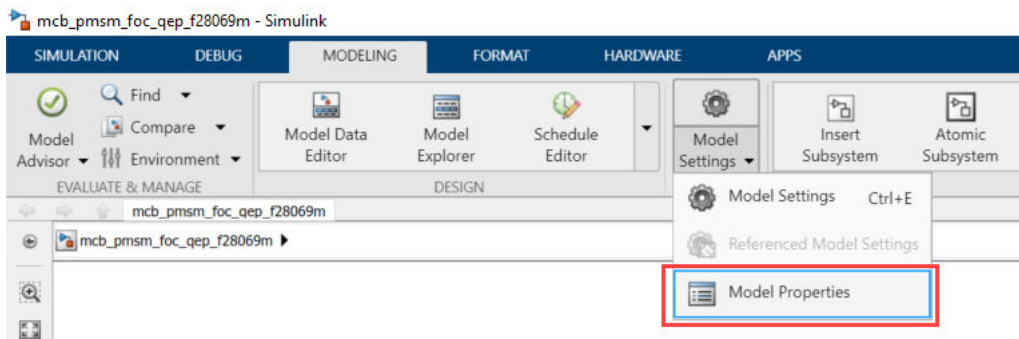 mcb_pmsm_foc_qep_f28069m - Simulink
SIMULATION DEBUG MODELING FORMAT HARDWARE APPS
Model Advisor
Find
Compare
Environment
Model Data Editor
Model Explorer
Schedule Editor
Model Settings
Insert Subsystem
Atomic Subsystem
EVALUATE & MANAGE
DESIGN
mcb_pmsm_foc_qep_f28069m
mcb_pmsm_foc_qep_f28069m
Model Settings Ctrl+E
Referenced Model Settings
Model Properties